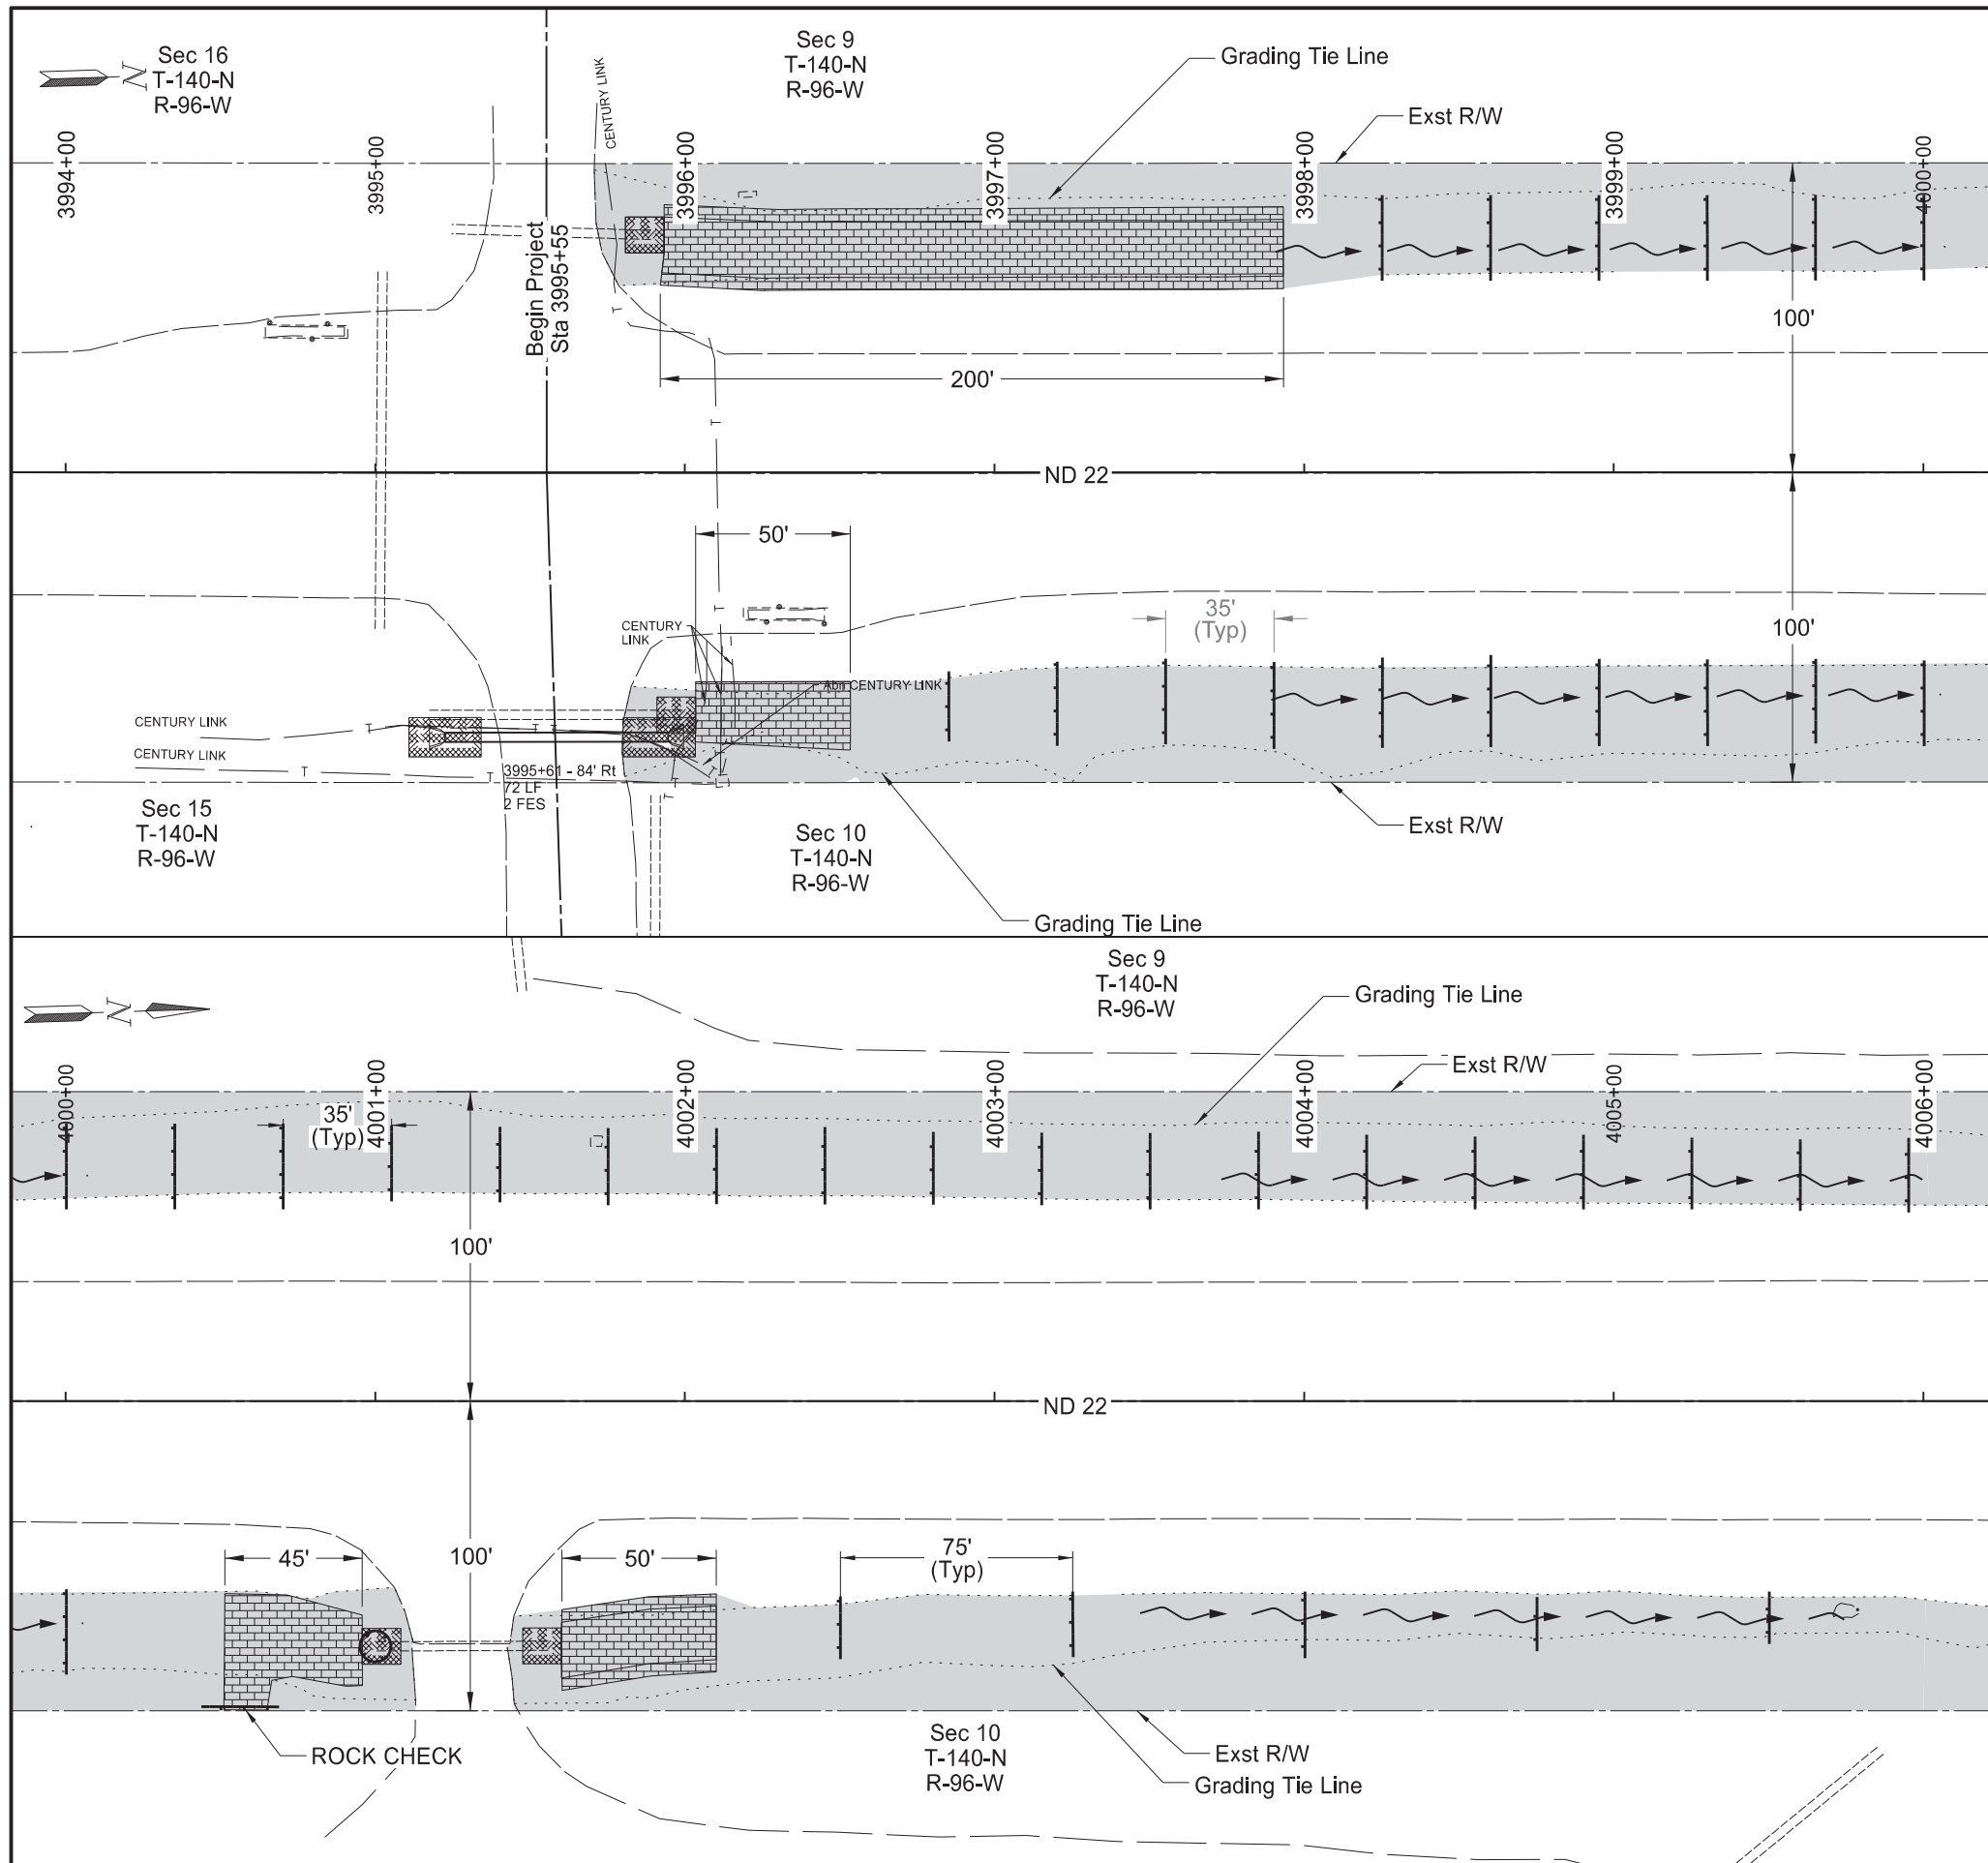 Sec 16
T-140-N
R-96-W
N
Sec 9
T-140-N
R-96-W
Grading Tie Line
Exst R/W
CENTURY LINK
CENTURY LINK
3994+00
3995+00
3996+00
3997+00
3998+00
3999+00
4000+00
Begin Project
Sta 3995+55
T
100'
200'
T
ND 22
50'
T
35'
(Typ)
100'
CENTURY
LINK
Abn CENTURY LINK
CENTURY LINK
T
T
T
CENTURY LINK
T
T
T
T
T
3995+61 - 84' Rt
72 LF
2 FES
Sec 15
T-140-N
R-96-W
Sec 10
T-140-N
R-96-W
Exst R/W
Grading Tie Line
Sec 9
T-140-N
R-96-W
N
Grading Tie Line
Exst R/W
4000+00
4001+00
4002+00
4003+00
4004+00
4005+00
4006+00
35'
(Typ)
100'
ND 22
45'
100'
50'
75'
(Typ)
ROCK CHECK
Sec 10
T-140-N
R-96-W
Exst R/W
Grading Tie Line